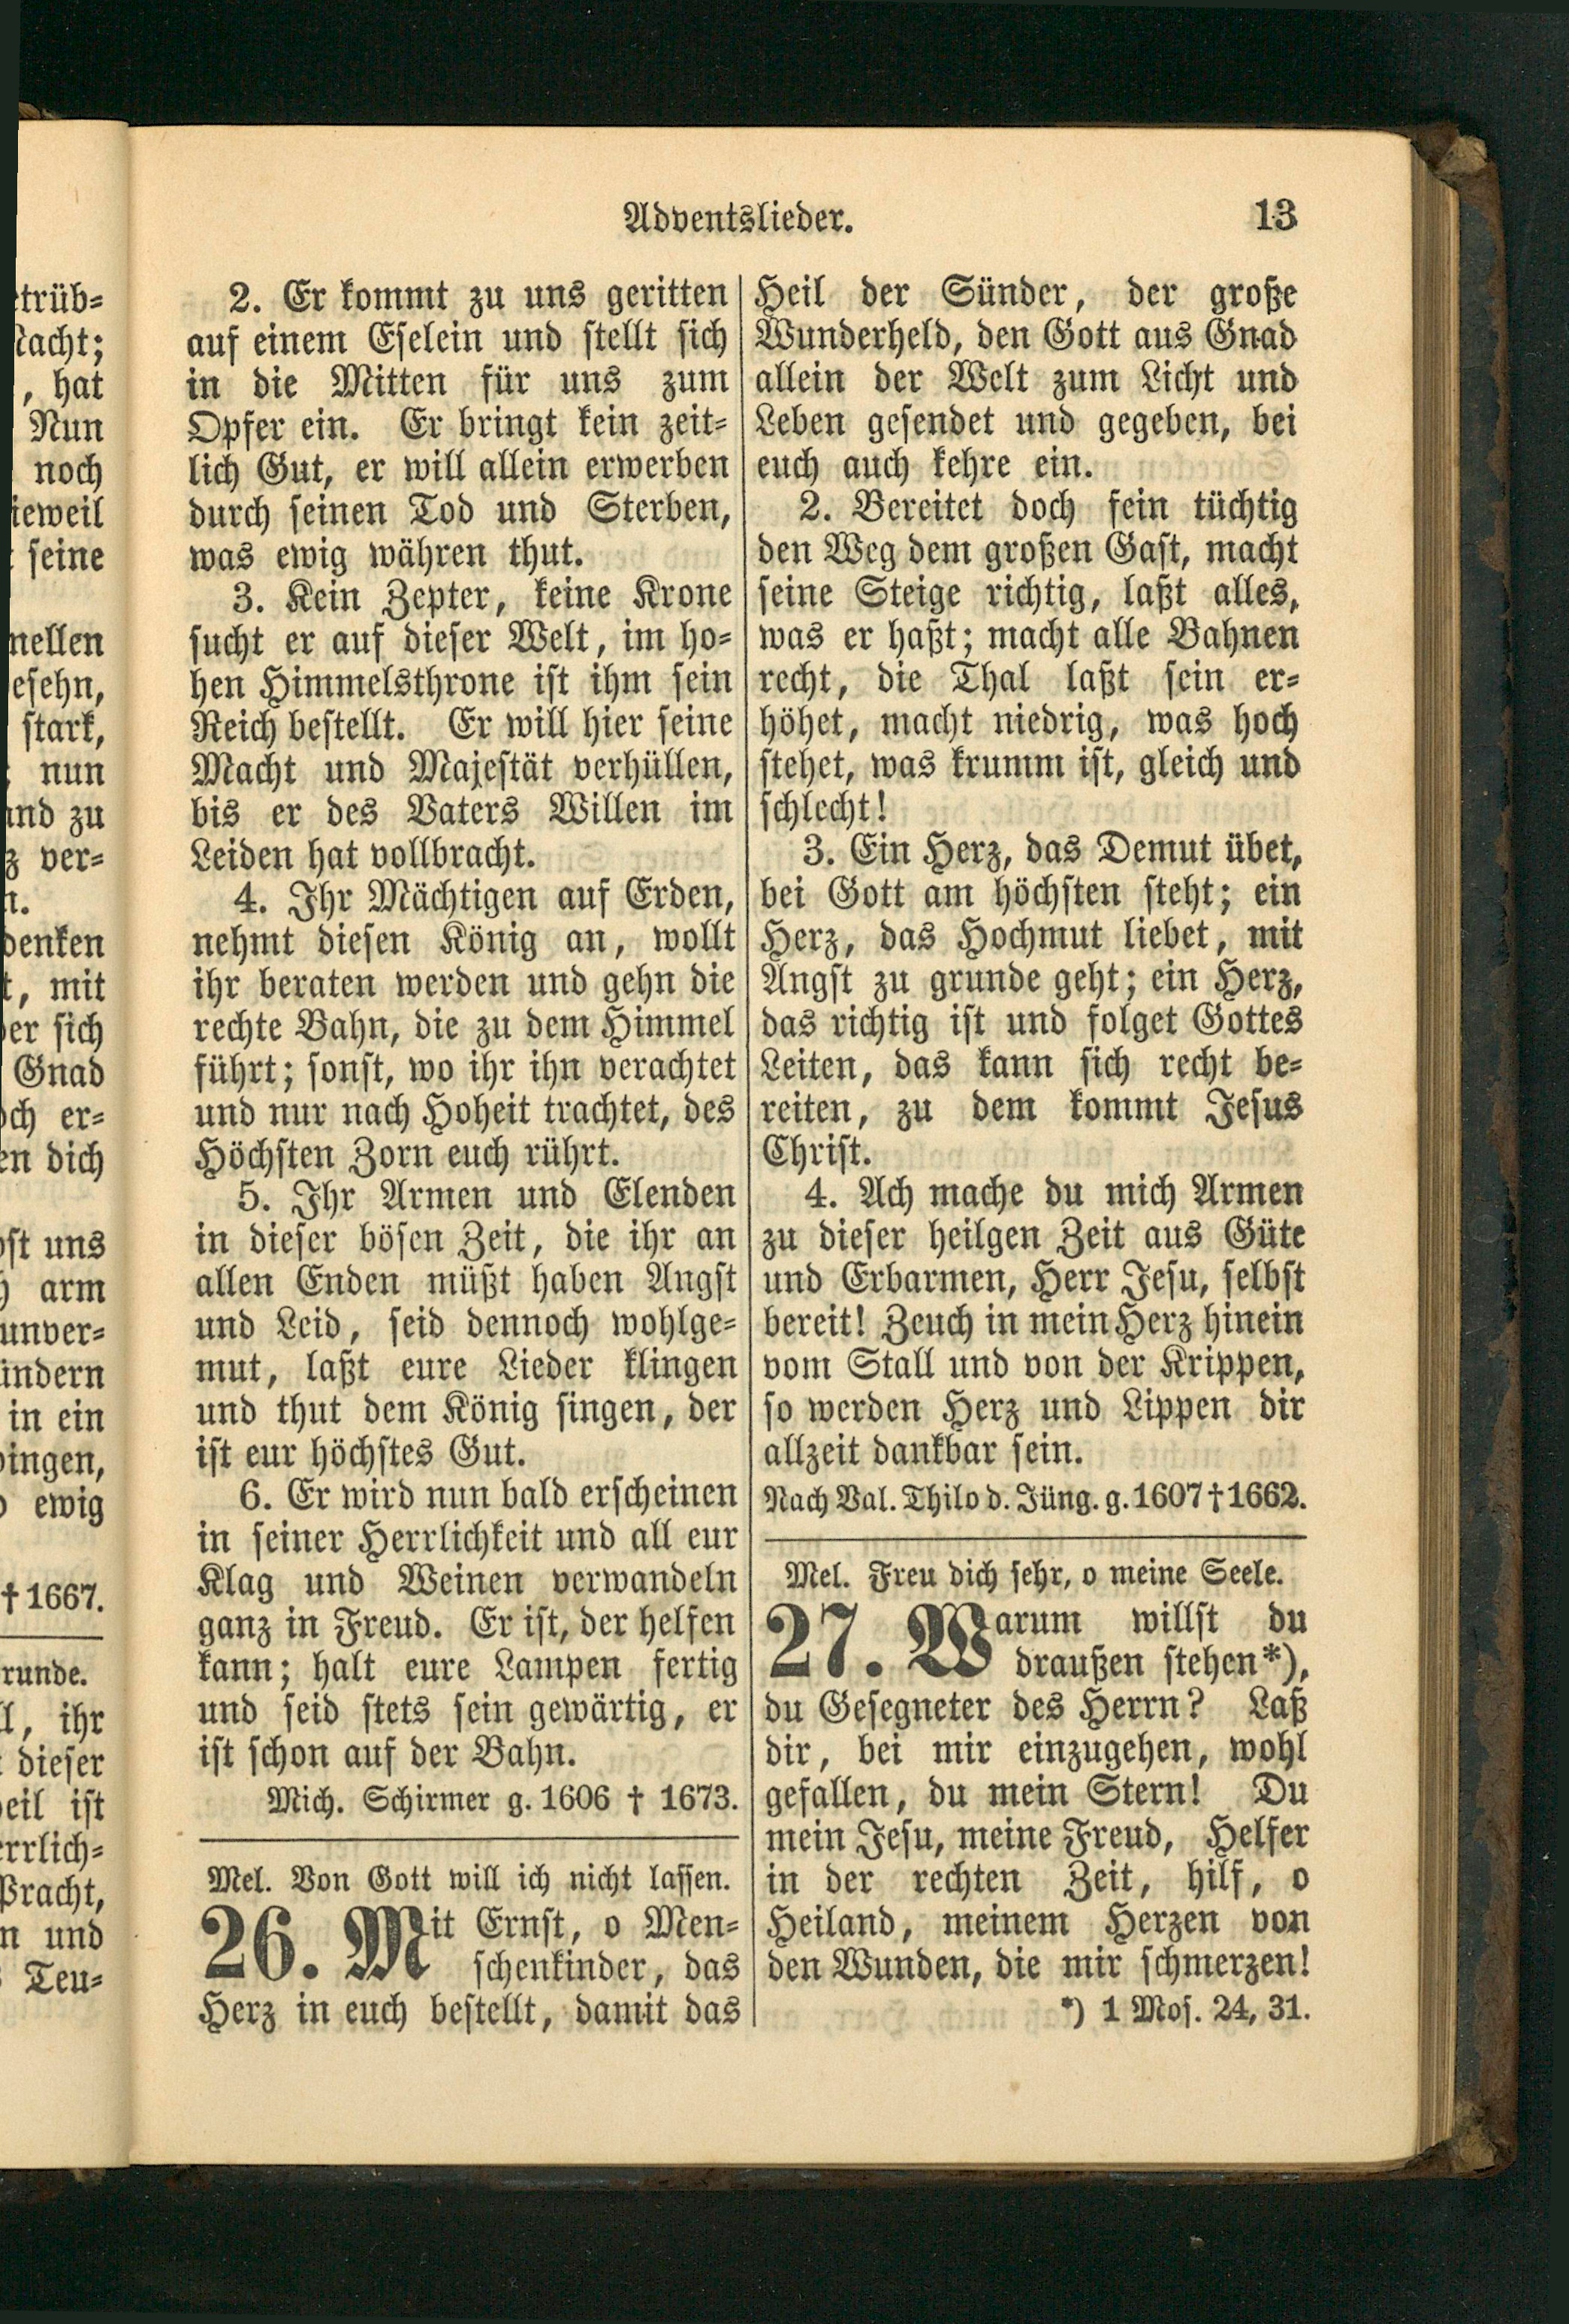 Adventslieder. 13
2. Er kommt zu uns geritten
auf einem Eselein und stellt sich
in die Mitten für uns zum
Opfer ein. Er bringt kein zeit=
lich Gut, er will allein erwerben
durch seinen Tod und Sterben,
was ewig währen thut.
3. Kein Zepter, keine Krone
sucht er auf dieser Welt, im ho=
hen Himmelsthrone ist ihm sein
Reich bestellt. Er will hier seine
Macht und Majestät verhüllen,
bis er des Vaters Willen im
Leiden hat vollbracht.
4. Ihr Mächtigen auf Erden,
nehmt diesen König an, wollt
ihr beraten werden und gehn die
rechte Bahn, die zu dem Himmel
führt; sonst, wo ihr ihn verachtet
und nur nach Hoheit trachtet, des
Höchsten Zorn euch rührt.
5. Ihr Armen und Elenden
in dieser bösen Zeit, die ihr an
allen Enden müßt haben Angst
und Leid, seid dennoch wohlge=
mut, laßt eure Lieder klingen
und thut dem König singen, der
ist eur höchstes Gut.
6. Er wird nun bald erscheinen
in seiner Herrlichkeit und all eur
Klag und Weinen verwandeln
ganz in Freud. Er ist, der helfen
kann; halt eure Lampen fertig
und seid stets sein gewärtig, er
ist schon auf der Bahn.
Mich. Schirmer g. 1606 † 1673.
Mel. Von Gott will ich nicht lassen.
26. Mit Ernst, o Men=
schenkinder, das
Herz in euch bestellt, damit das
Heil der Sünder, der große
Wunderheld, den Gott aus Gnad
allein der Welt zum Licht und
Leben gesendet und gegeben, bei
euch auch kehre ein.
2. Bereitet doch fein tüchtig
den Weg dem großen Gast, macht
seine Steige richtig, laßt alles,
was er haßt; macht alle Bahnen
recht, die Thal laßt sein er=
höhet, macht niedrig, was hoch
stehet, was krumm ist, gleich und
schlecht!
3. Ein Herz, das Demut übet,
bei Gott am höchsten steht; ein
Herz, das Hochmut liebet, mit
Angst zu grunde geht; ein Herz,
das richtig ist und folget Gottes
Leiten, das kann sich recht be=
reiten, zu dem kommt Jesus
Christ.
4. Ach mache du mich Armen
zu dieser heilgen Zeit aus Güte
und Erbarmen, Herr Jesu, selbst
bereit! Zeuch in mein Herz hinein
vom Stall und von der Krippen,
so werden Herz und Lippen dir
allzeit dankbar sein.
Nach Val. Thilo d. Jüng. g. 1607 † 1662.
Mel. Freu dich sehr, o meine Seele.
27. Warum willst du
draußen stehen*),
du Gesegneter des Herrn? Laß
dir, bei mir einzugehen, wohl
gefallen, du mein Stern! Du
mein Jesu, meine Freud, Helfer
in der rechten Zeit, hilf, o
Heiland, meinem Herzen von
den Wunden, die mir schmerzen!
*) 1 Mos. 24, 31.